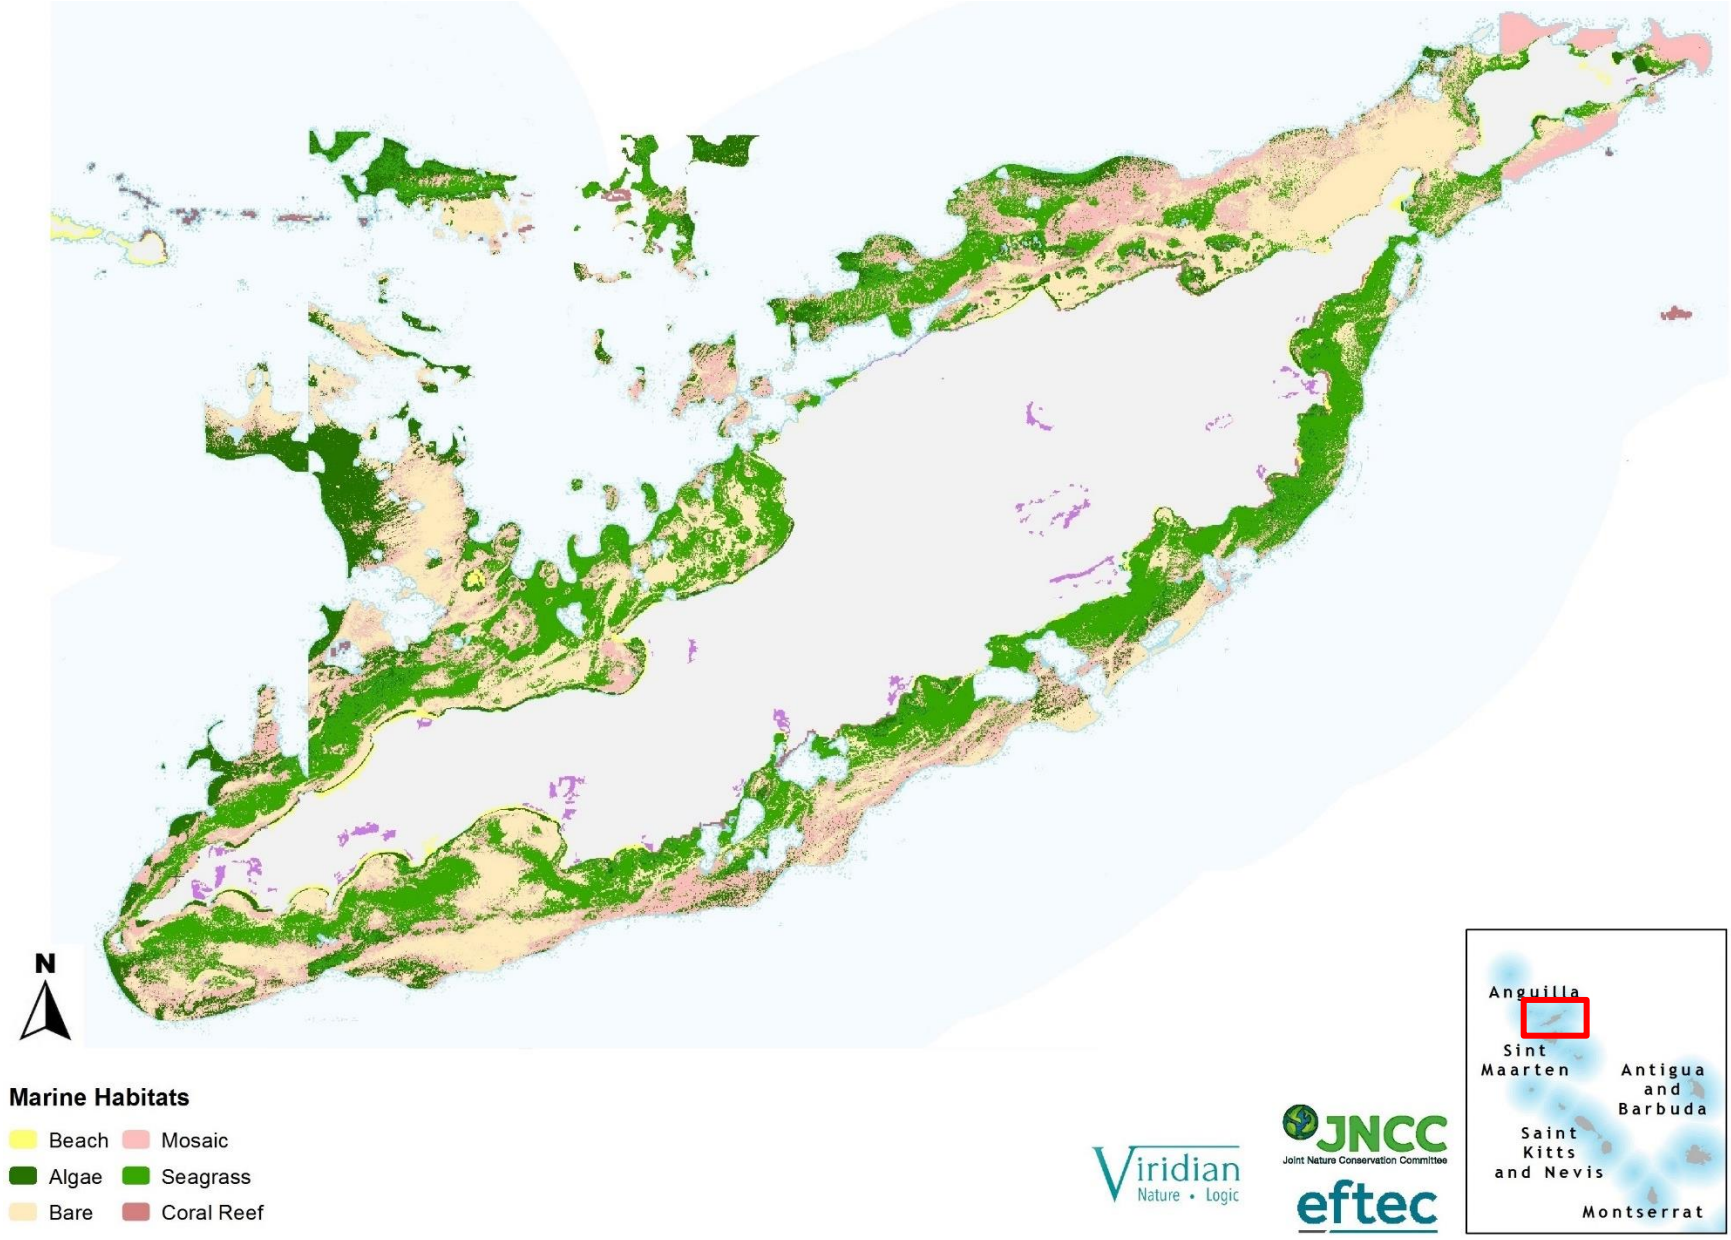 N
Marine Habitats
Beach
Mosaic
Algae
Seagrass
Bare
Coral Reef
Viridian
Nature • Logic
JNCC
Joint Nature Conservation Committee
eftec
Anguilla
Sint
Maarten
Antigua
and
Barbuda
Saint
Kitts
and Nevis
Montserrat